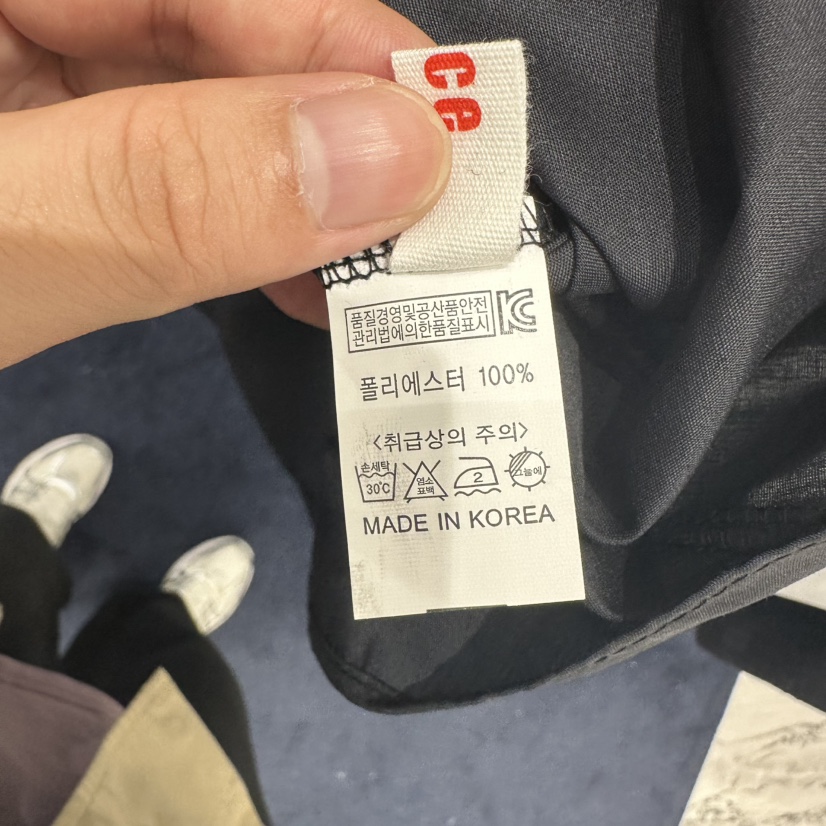 ce
품질경영및공산품안전
관리법에의한품질표시
폴리에스터 100%
<취급상의 주의>
손세탁
30℃
염소
표백
2
그늘에
MADE IN KOREA